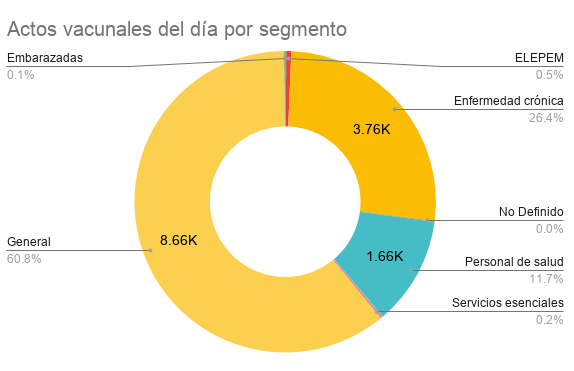 Actos vacunales del día por segmento
Embarazadas
0.1%
ELEPEM
0.5%
Enfermedad crónica
26.4%
3.76K
No Definido
0.0%
General
60.8%
8.66K
1.66K
Personal de salud
11.7%
Servicios esenciales
0.2%